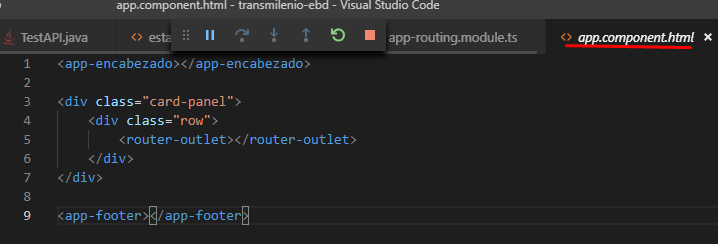 app.component.html - transmilenio-ebd - Visual Studio Code
TestAPI.java esta app-routing.module.ts app.component.html
1 <app-encabezado></app-encabezado>
2
3 <div class="card-panel">
4 <div class="row">
5 <router-outlet></router-outlet>
6 </div>
7 </div>
8
9 <app-footer></app-footer>